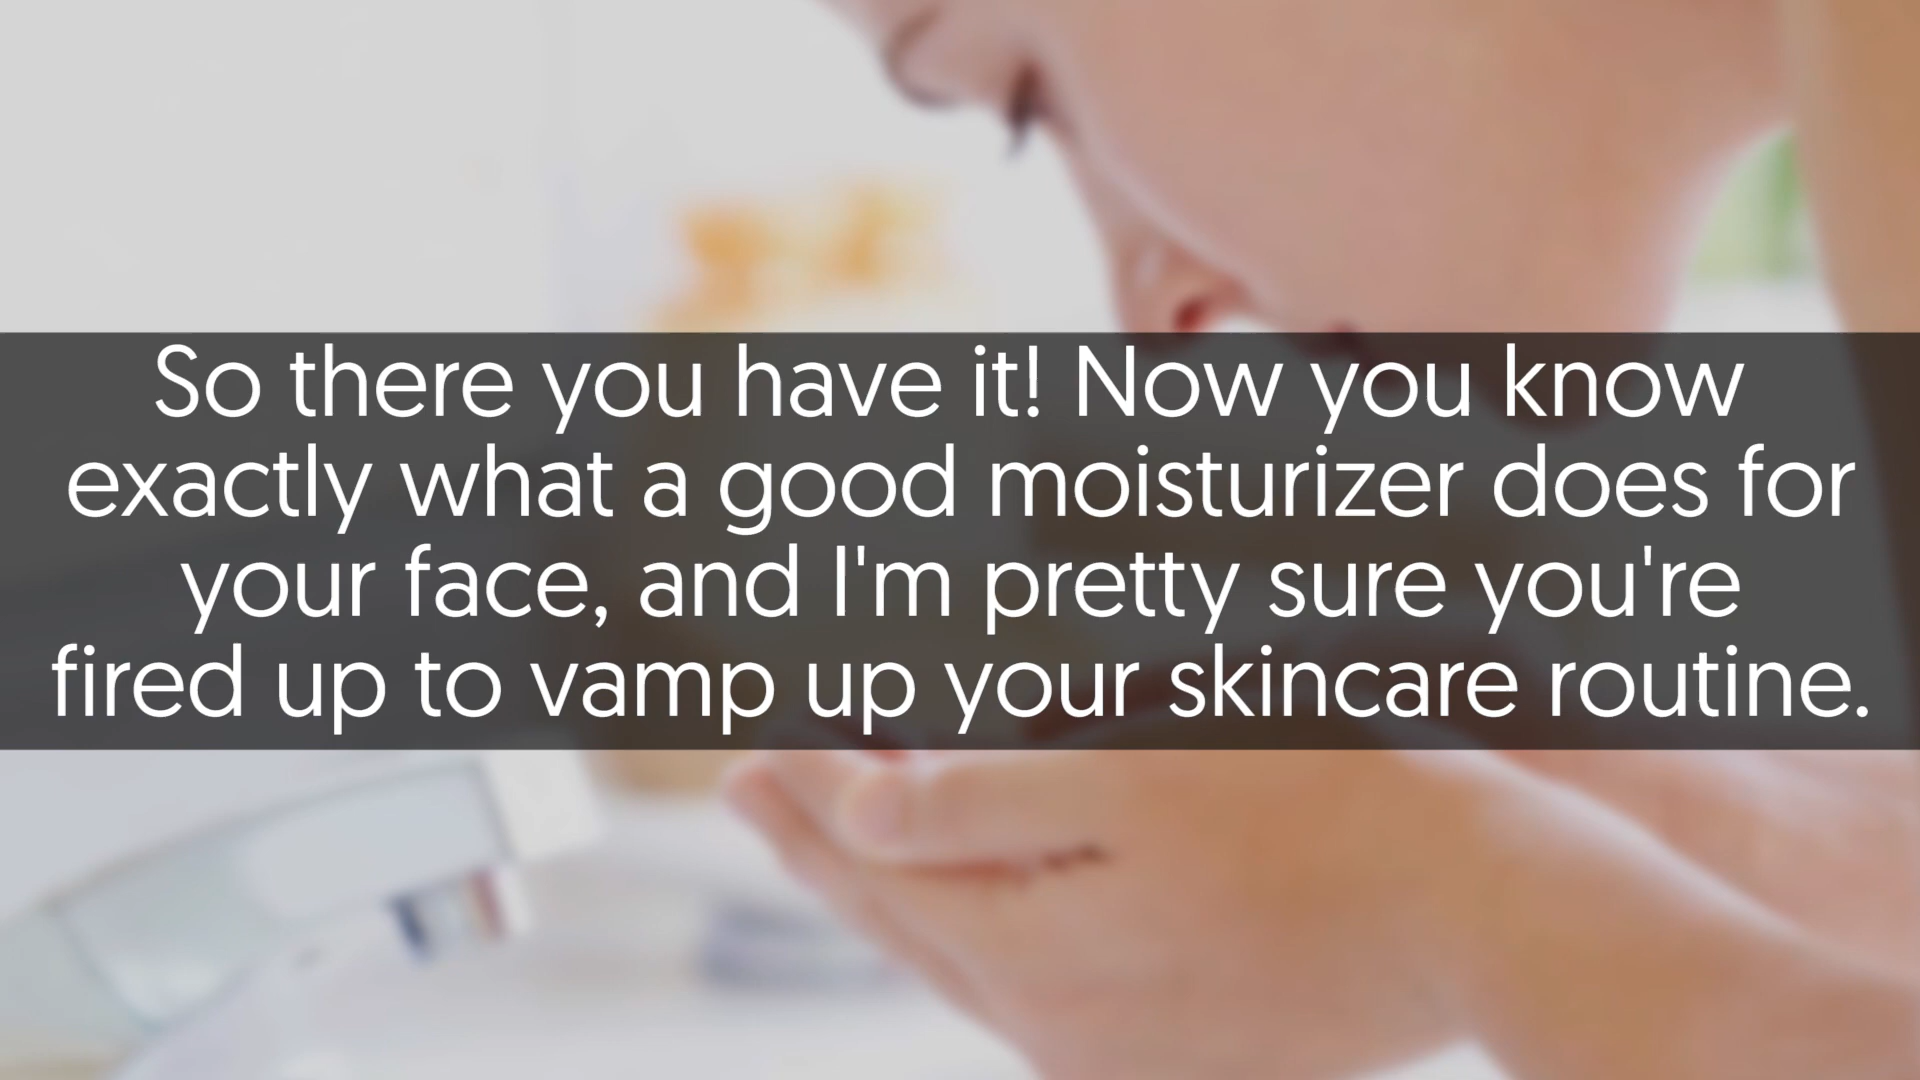 So there you have it! Now you know
exactly what a good moisturizer does for
your face, and I'm pretty sure you're
fired up to vamp up your skincare routine.